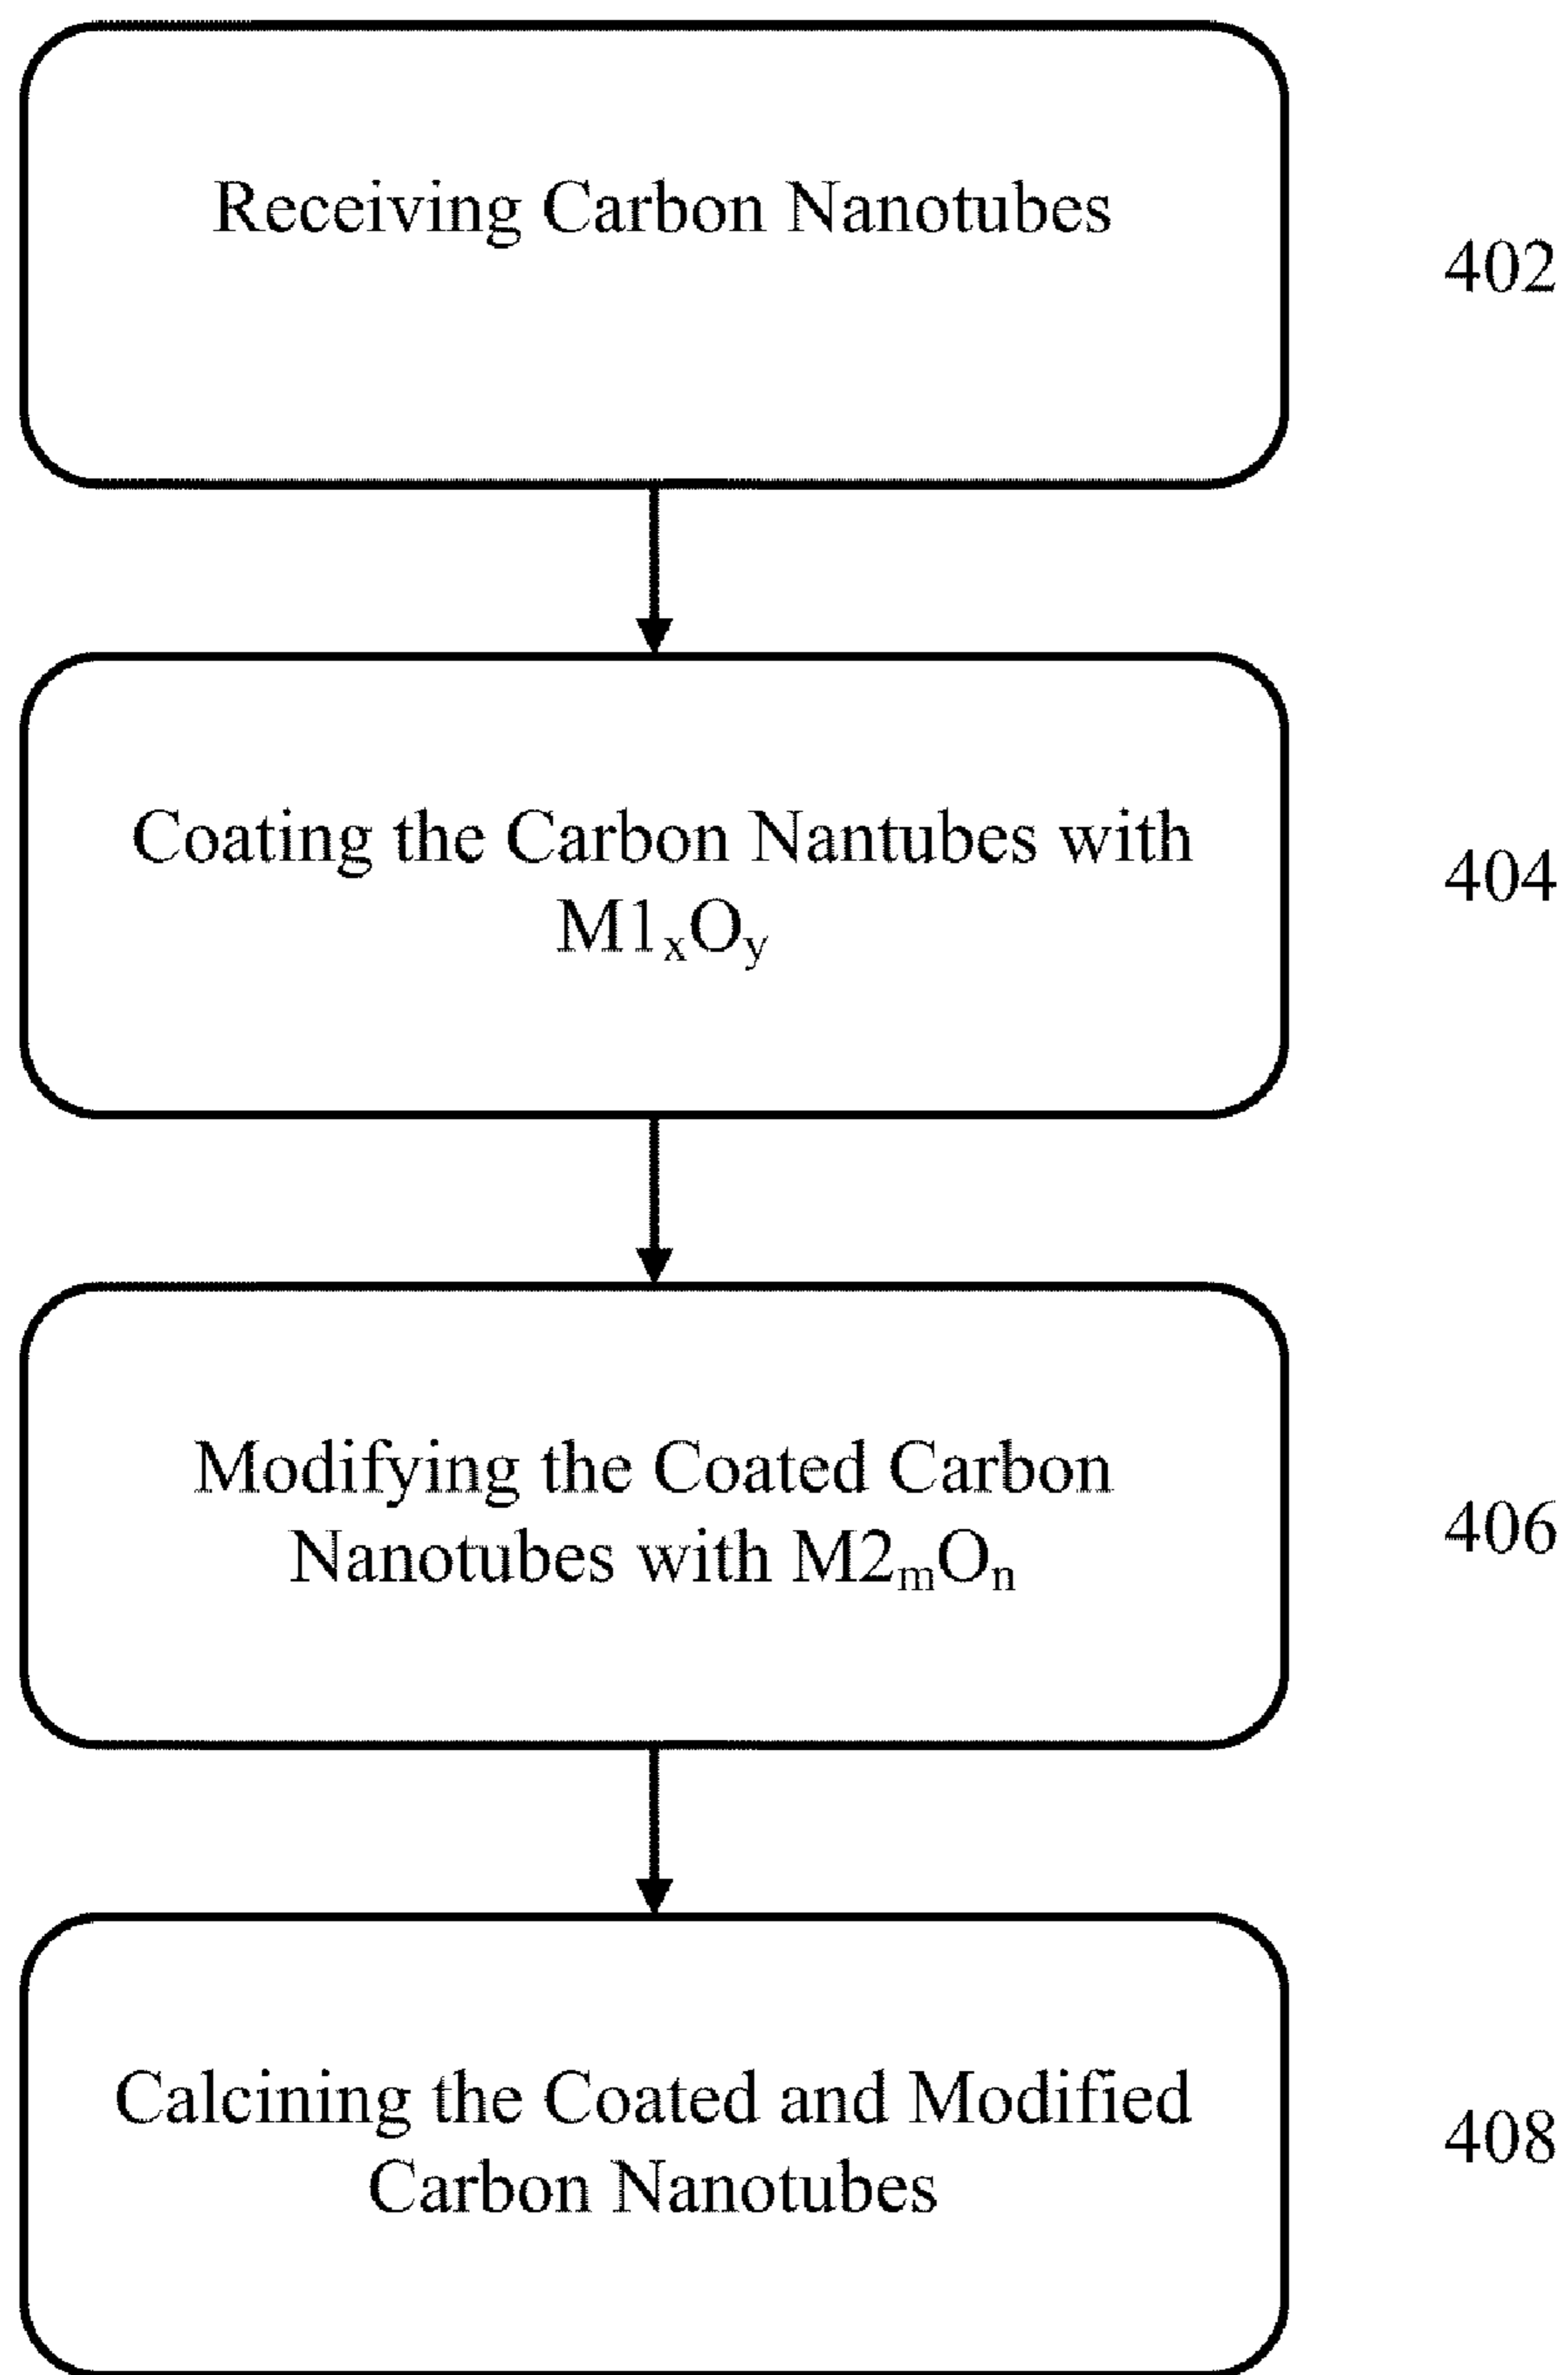 Receiving Carbon Nanotubes
402
Coating the Carbon Nantubes with
M1ₓOᵧ
404
Modifying the Coated Carbon
Nanotubes with M2ₘOₙ
406
Calcining the Coated and Modified
Carbon Nanotubes
408